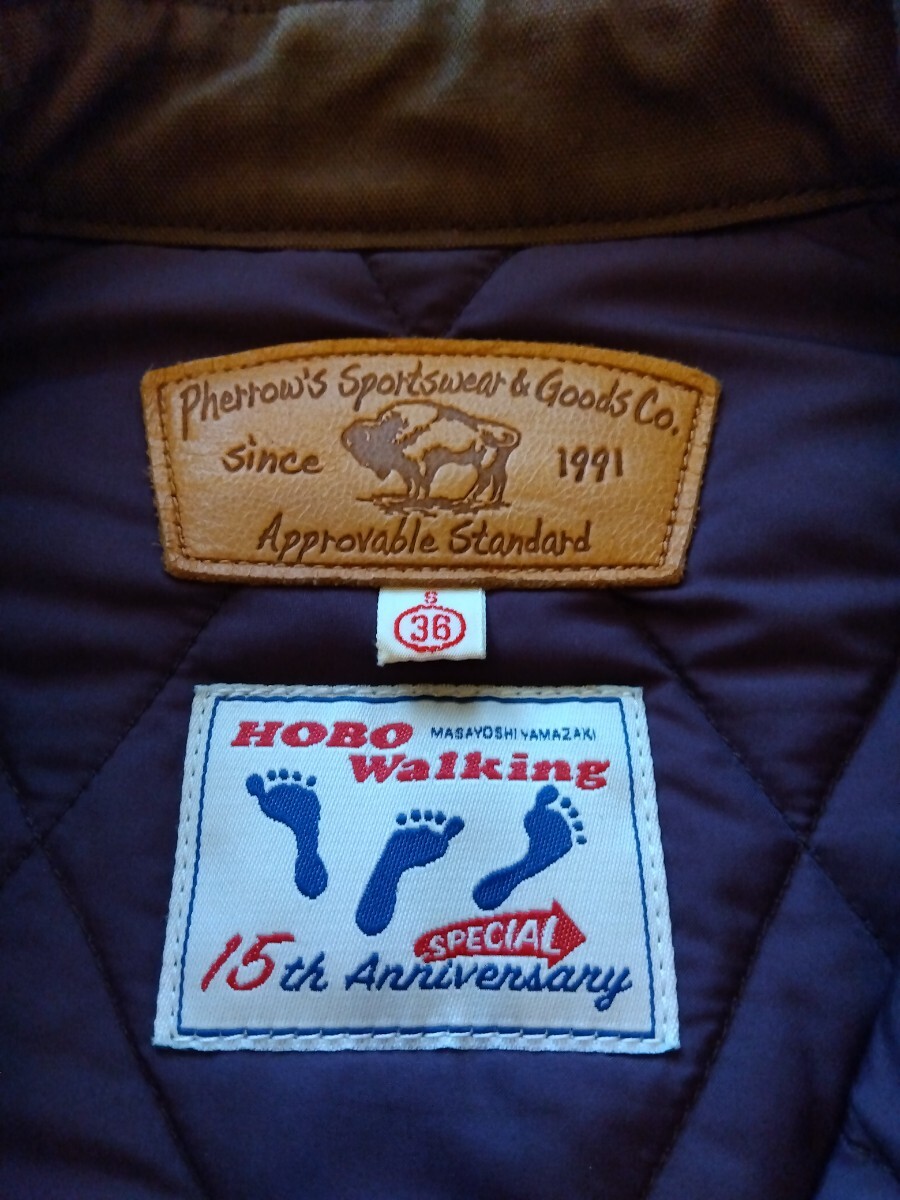 Pherrow's Sportswear & Goods Co.
since 1991
Approvable Standard
S
36
HOBO MASAYOSHI YAMAZAKI
Walking
SPECIAL
15th Anniversary